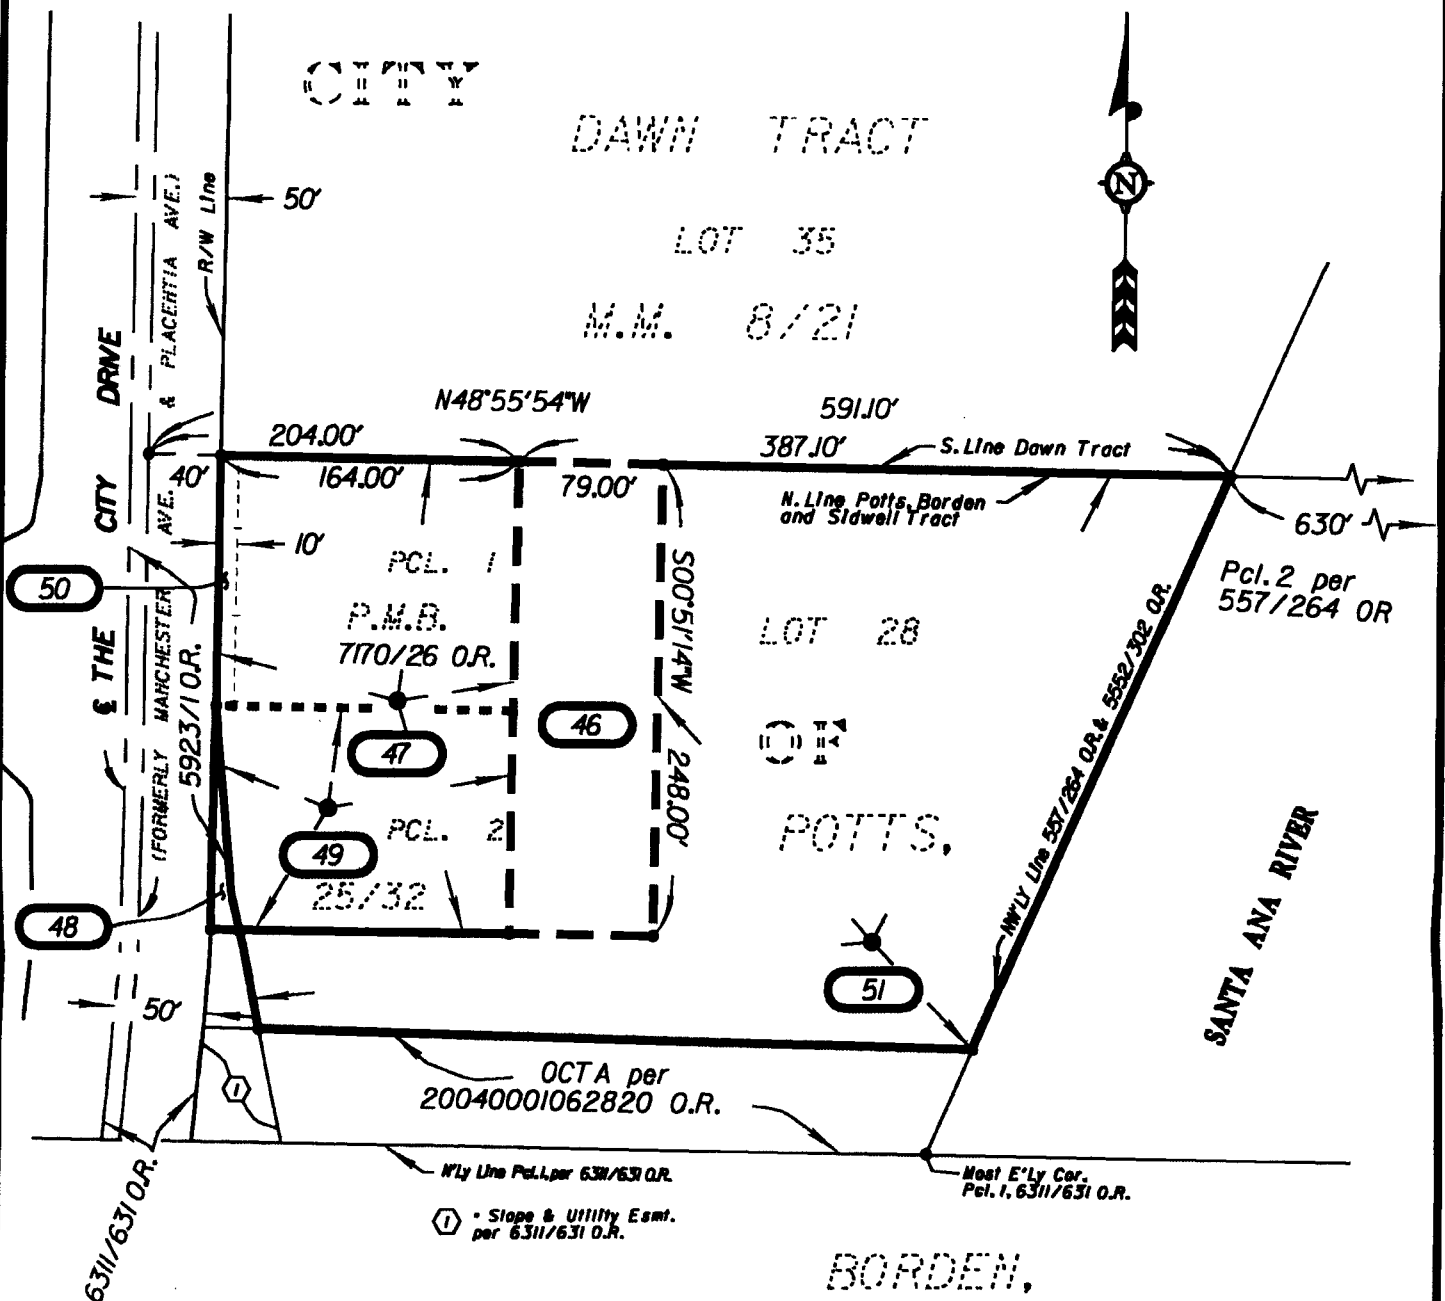 CITY
DAWN TRACT
LOT 35
M.M. 8/21
N
50'
R/W Line
& PLACENTIA AVE.)
℄ THE CITY DRIVE
(FORMERLY MANCHESTER AVE.
N48°55'54"W
591.10'
204.00'
387.10'
S. Line Dawn Tract
40'
164.00'
79.00'
N. Line Potts, Borden
and Sidwell Tract
630'
10'
PCL. 1
Pcl. 2 per
557/264 OR
50
P.M.B.
7170/26 O.R.
S00°51'14"W
248.00'
LOT 28
5923/1 O.R.
46
47
OF
NW'LY Line 557/264 O.R. & 5552/302 O.R.
PCL. 2
POTTS,
49
25/32
SANTA ANA RIVER
48
51
50'
OCTA per
20040001062820 O.R.
1
N'Ly Line Pcl. 1, per 6311/631 O.R.
Most E'Ly Cor.
Pcl. 1, 6311/631 O.R.
6311/631 O.R.
1 - Slope & Utility Esmt.
per 6311/631 O.R.
BORDEN,